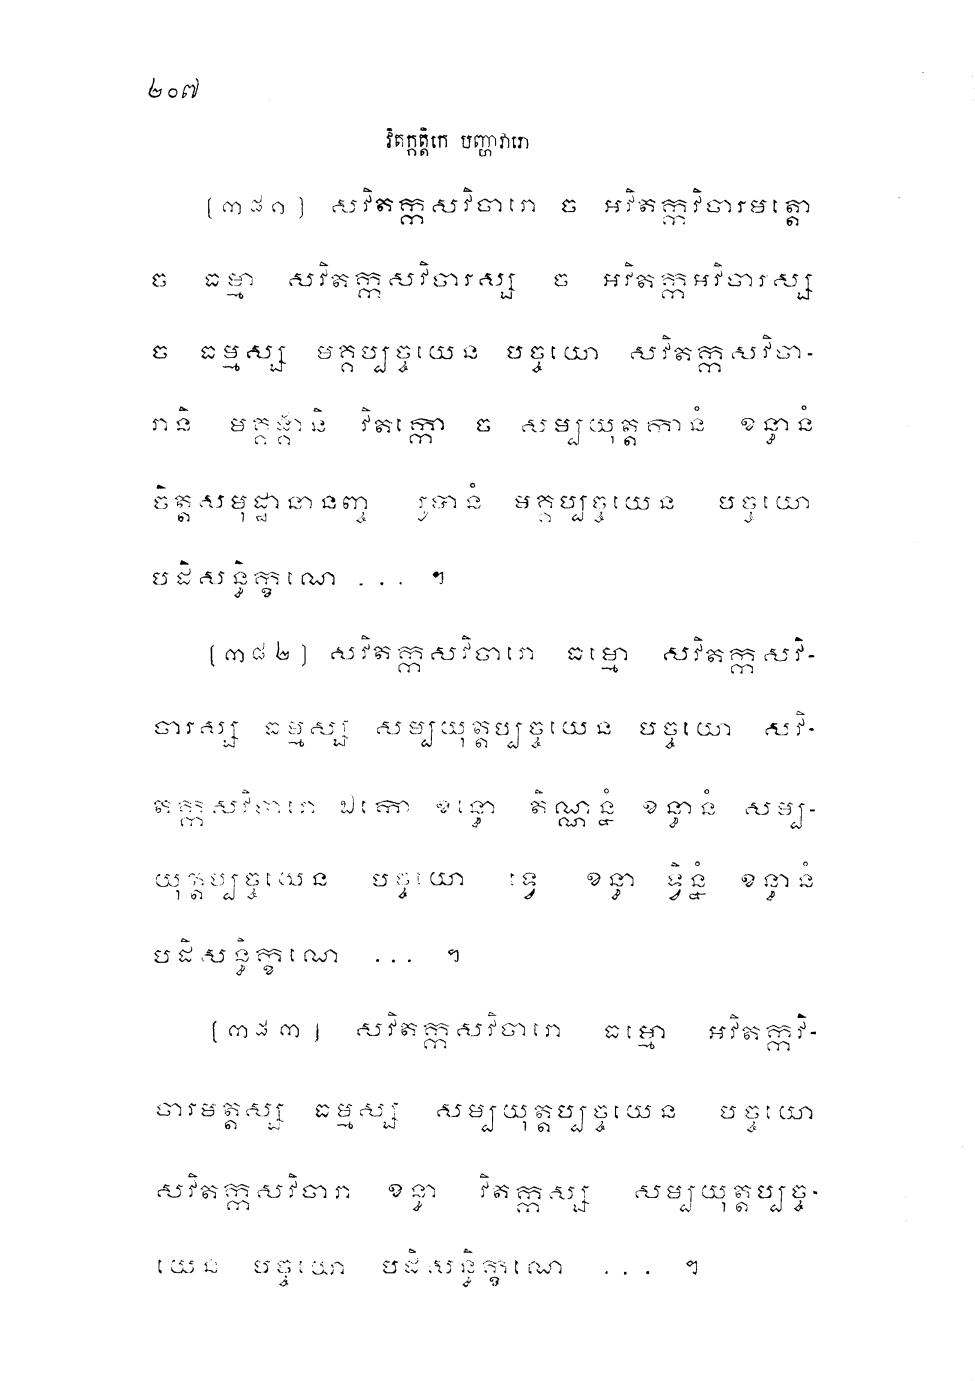 ២០៧
វិតក្កត្តិកេ បញ្ហាវារោ
[៣៨១] សវិតក្កសវិចារោ ច អវិតក្កវិចារមត្តោ
ច ធម្មា សវិតក្កសវិចារស្ស ច អវិតក្កអវិចារស្ស
ច ធម្មស្ស មគ្គប្បច្ចយេន បច្ចយោ សវិតក្កសវិចា-
រានិ មគ្គង្គានិ វិតក្កោ ច សម្បយុត្តកានំ ខន្ធានំ
ចិត្តសមុដ្ឋានានញ្ច រូបានំ មគ្គប្បច្ចយេន បច្ចយោ
បដិសន្ធិក្ខណេ ... ។
[៣៨២] សវិតក្កសវិចារោ ធម្មោ សវិតក្កសវិ-
ចារស្ស ធម្មស្ស សម្បយុត្តប្បច្ចយេន បច្ចយោ សវិ-
តក្កសវិចារោ ឯកោ ខន្ធោ តិណ្ណន្នំ ខន្ធានំ សម្ប-
យុត្តប្បច្ចយេន បច្ចយោ ទ្វេ ខន្ធា ទ្វិន្នំ ខន្ធានំ
បដិសន្ធិក្ខណេ ... ។
[៣៨៣] សវិតក្កសវិចារោ ធម្មោ អវិតក្កវិ-
ចារមត្តស្ស ធម្មស្ស សម្បយុត្តប្បច្ចយេន បច្ចយោ
សវិតក្កសវិចារា ខន្ធា វិតក្កស្ស សម្បយុត្តប្បច្ច-
យេន បច្ចយោ បដិសន្ធិក្ខណេ ... ។